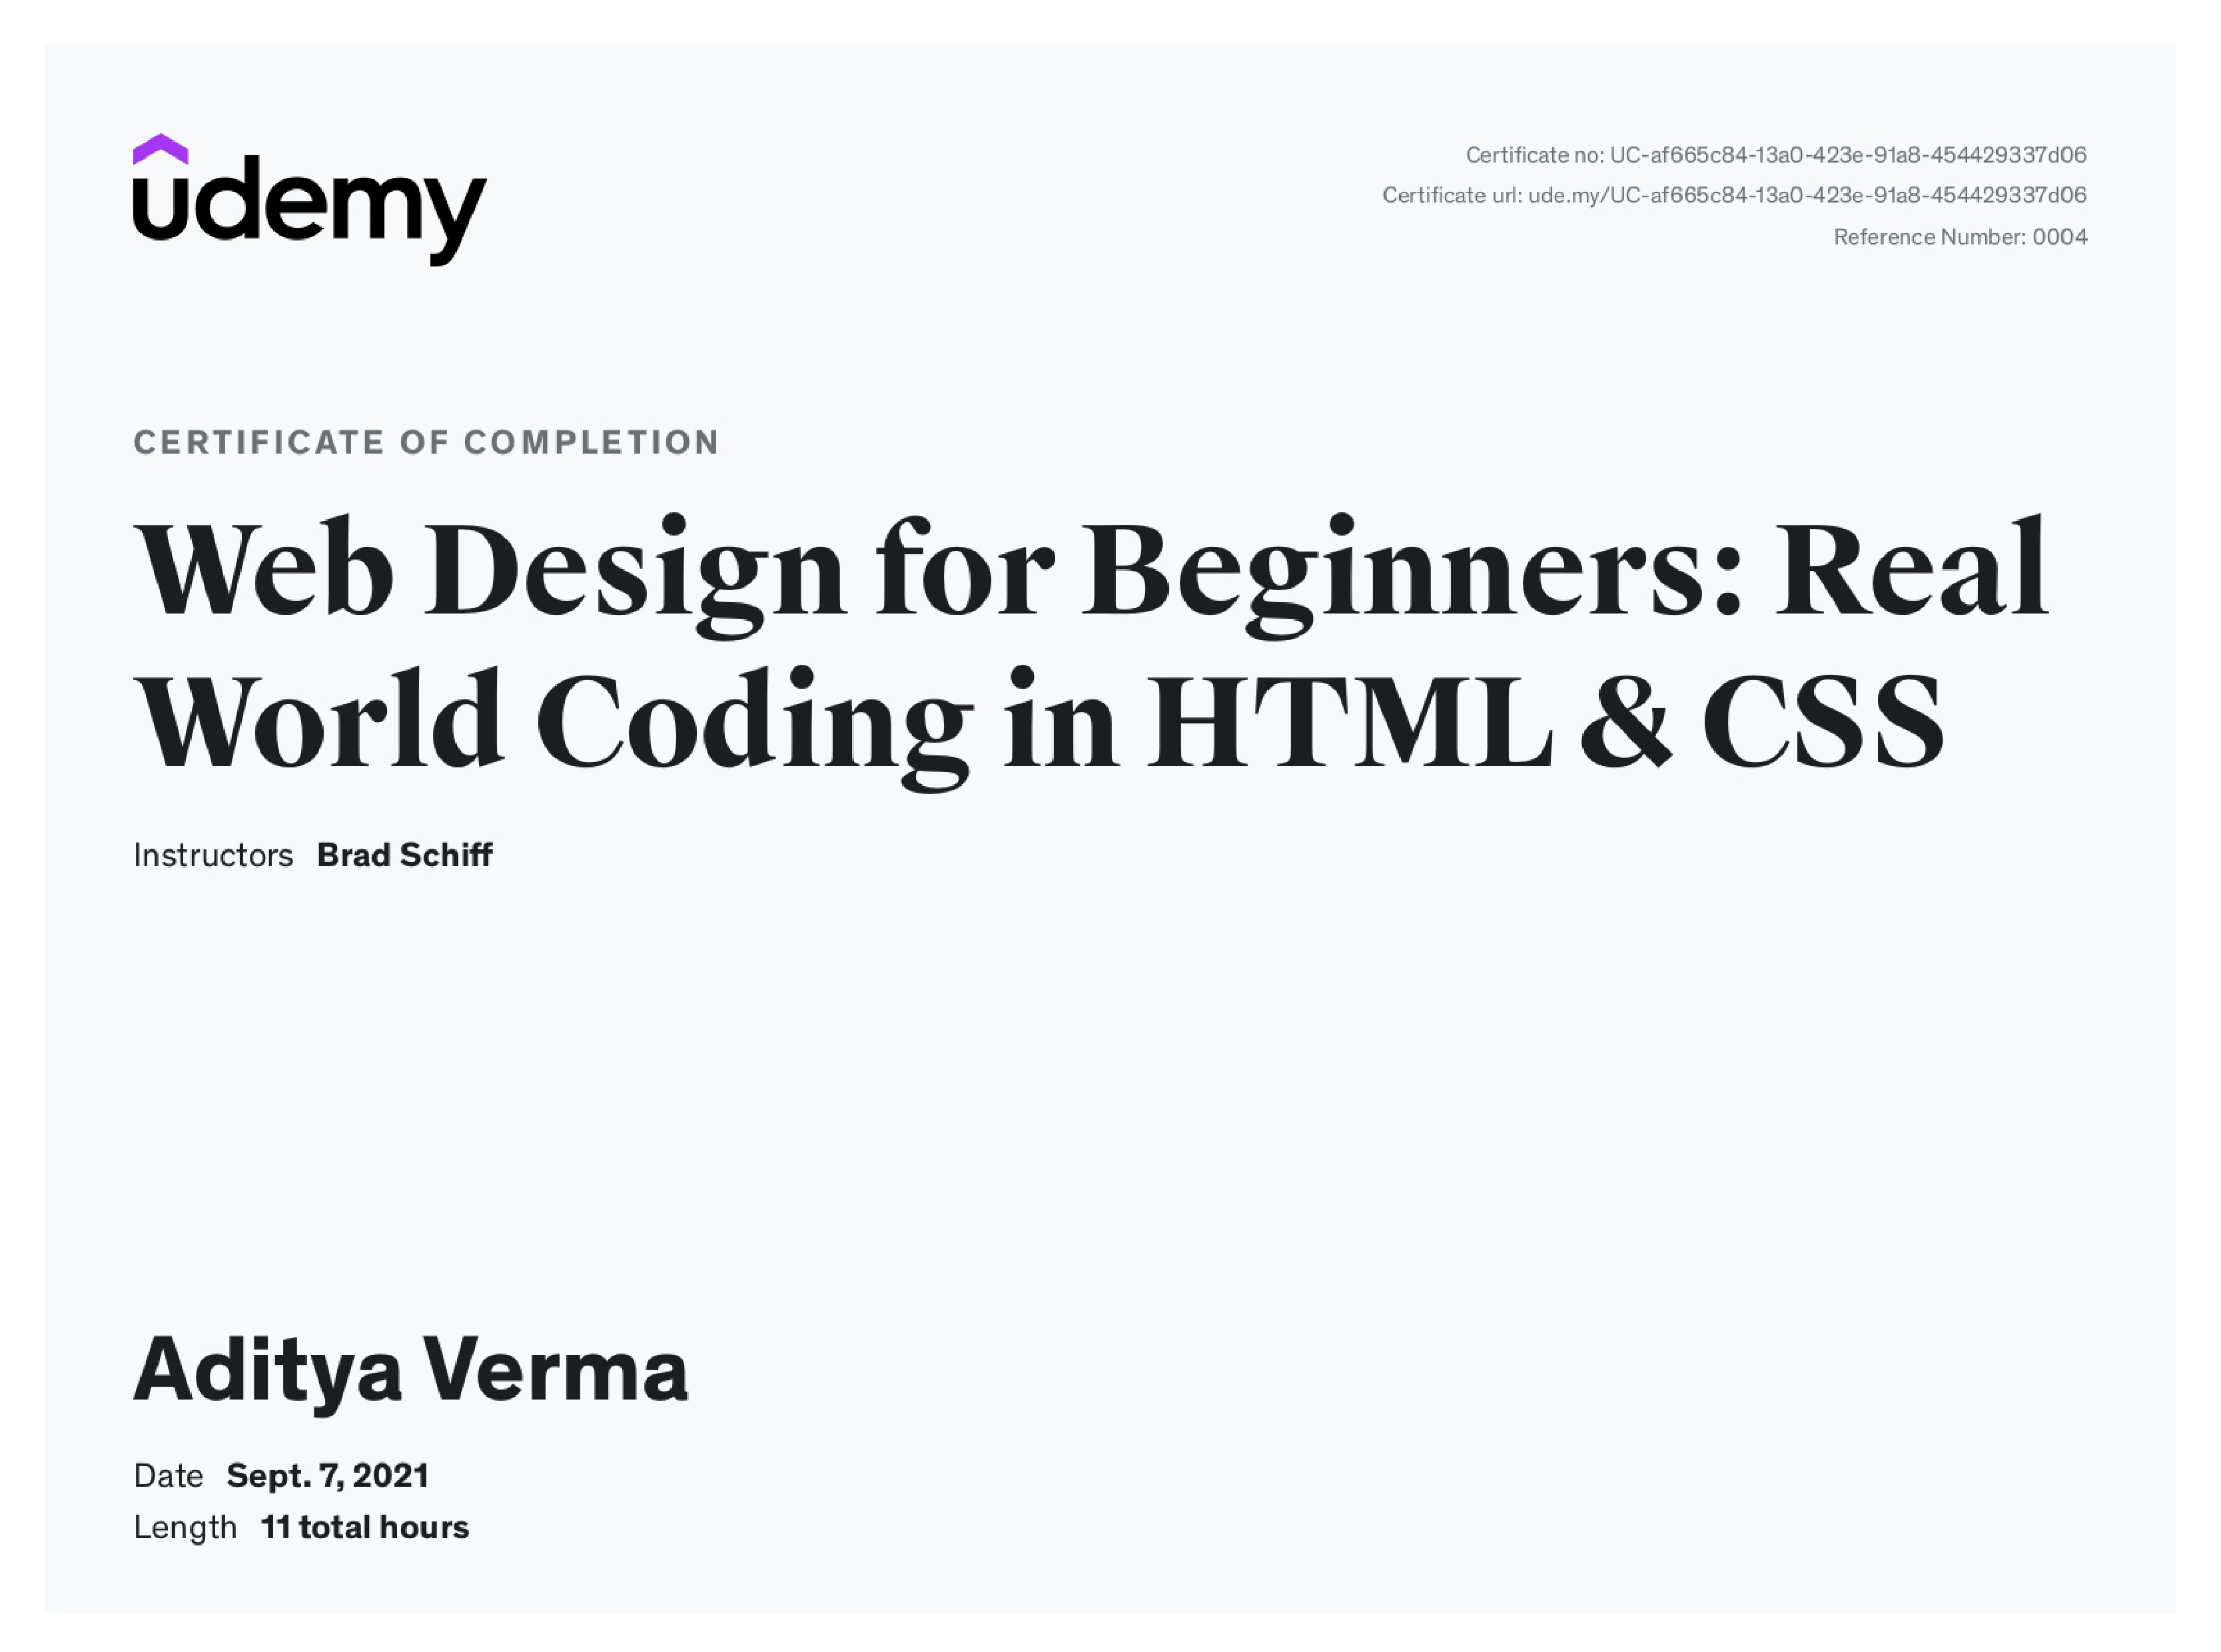 udemy
Certificate no: UC-af665c84-13a0-423e-91a8-454429337d06
Certificate url: ude.my/UC-af665c84-13a0-423e-91a8-454429337d06
Reference Number: 0004
CERTIFICATE OF COMPLETION
Web Design for Beginners: Real
World Coding in HTML & CSS
Instructors Brad Schiff
Aditya Verma
Date Sept. 7, 2021
Length 11 total hours